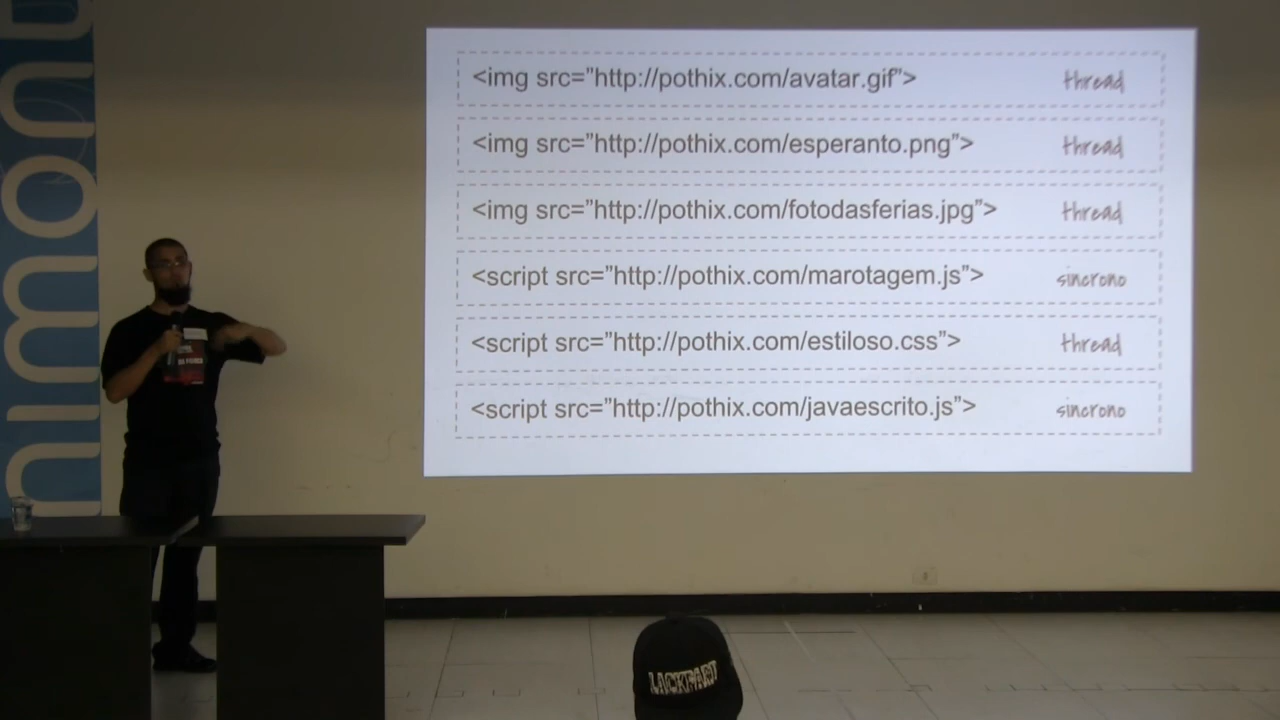 <img src=”http://pothix.com/avatar.gif”> thread
<img src=”http://pothix.com/esperanto.png”> thread
<img src=”http://pothix.com/fotodasferias.jpg”> thread
<script src=”http://pothix.com/marotagem.js”> sincrono
<script src=”http://pothix.com/estiloso.css”> thread
<script src=”http://pothix.com/javaescrito.js”> sincrono